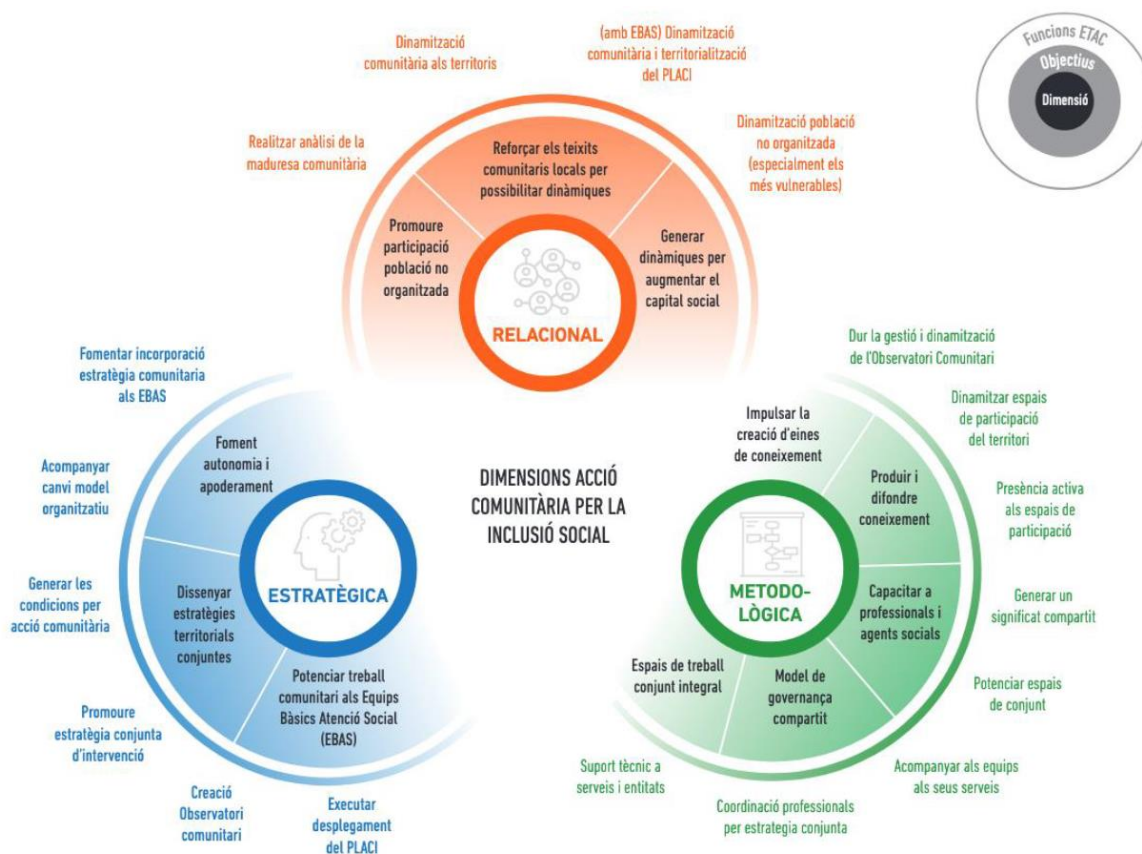 Funcions ETAC
Objectius
Dimensió
Dinamització
comunitària als territoris
(amb EBAS) Dinamització
comunitària i territorialització
del PLACI
Realitzar anàlisi de la
maduresa comunitària
Dinamització població
no organitzada
(especialment els
més vulnerables)
Reforçar els teixits
comunitaris locals per
possibilitar dinàmiques
Promoure
participació
població no
organitzada
Generar
dinàmiques per
augmentar el
capital social
RELACIONAL
DIMENSIONS ACCIÓ
COMUNITÀRIA PER LA
INCLUSIÓ SOCIAL
Fomentar incorporació
estratègia comunitaria
als EBAS
Acompanyar
canvi model
organitzatiu
Generar les
condicions per
acció comunitària
Promoure
estratègia conjunta
d'intervenció
Creació
Observatori
comunitari
Executar
desplegament
del PLACI
Foment
autonomia i
apoderament
Dissenyar
estratègies
territorials
conjuntes
Potenciar treball
comunitari als Equips
Bàsics Atenció Social
(EBAS)
ESTRATÈGICA
Dur la gestió i dinamització
de l'Observatori Comunitari
Dinamitzar espais
de participació
del territori
Presència activa
als espais de
participació
Generar un
significat compartit
Potenciar espais
de conjunt
Acompanyar als equips
als seus serveis
Coordinació professionals
per estrategia conjunta
Suport tècnic a
serveis i entitats
Impulsar la
creació d'eines
de coneixement
Produir i
difondre
coneixement
Capacitar a
professionals i
agents socials
Model de
governança
compartit
Espais de treball
conjunt integral
METODO-
LÒGICA